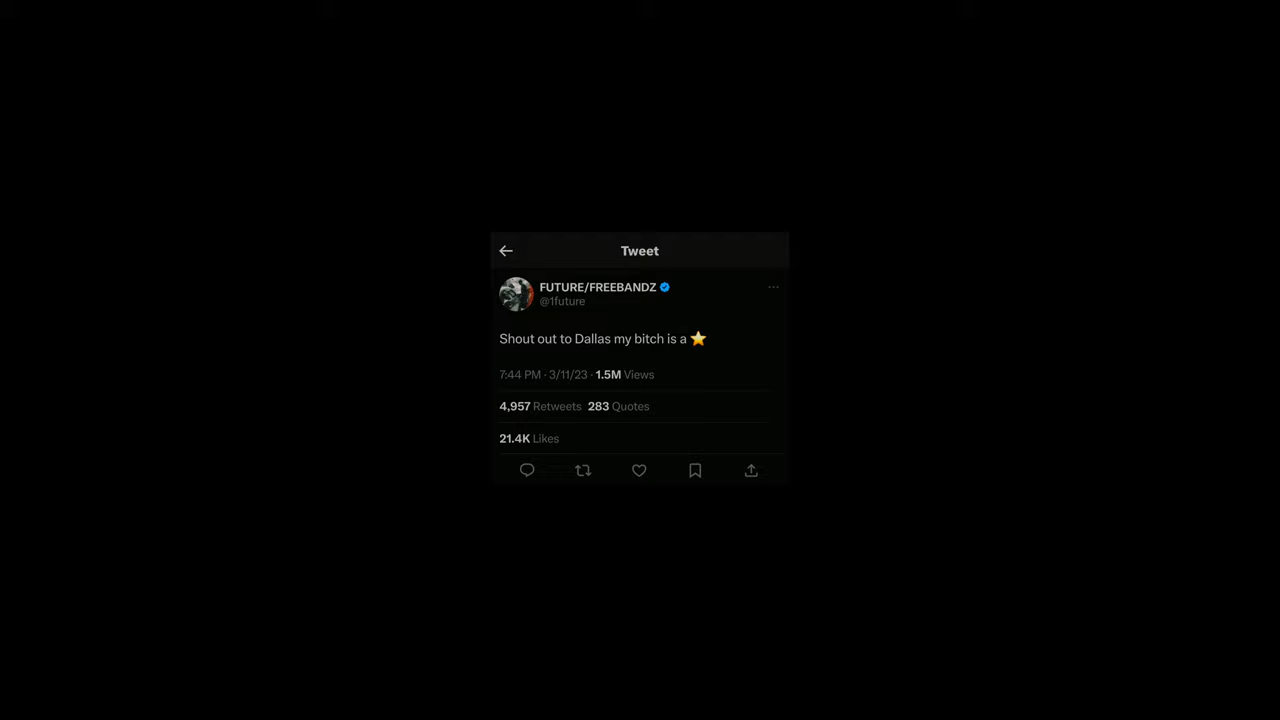 Tweet
FUTURE/FREEBANDZ
@1future
Shout out to Dallas my bitch is a ⭐
7:44 PM · 3/11/23 · 1.5M Views
4,957 Retweets 283 Quotes
21.4K Likes